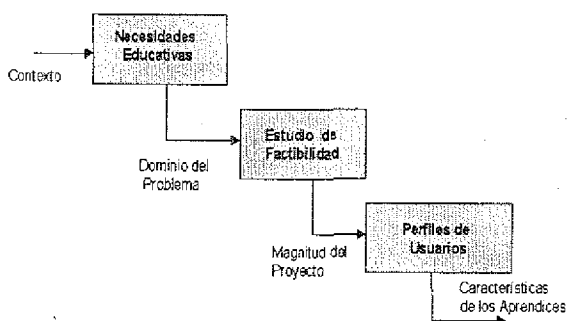 Necesidades
Educativas
Contexto
Estudio de
Factibilidad
Dominio del
Problema
Perfiles de
Usuarios
Magnitud del
Proyecto
Características
de los Aprendices